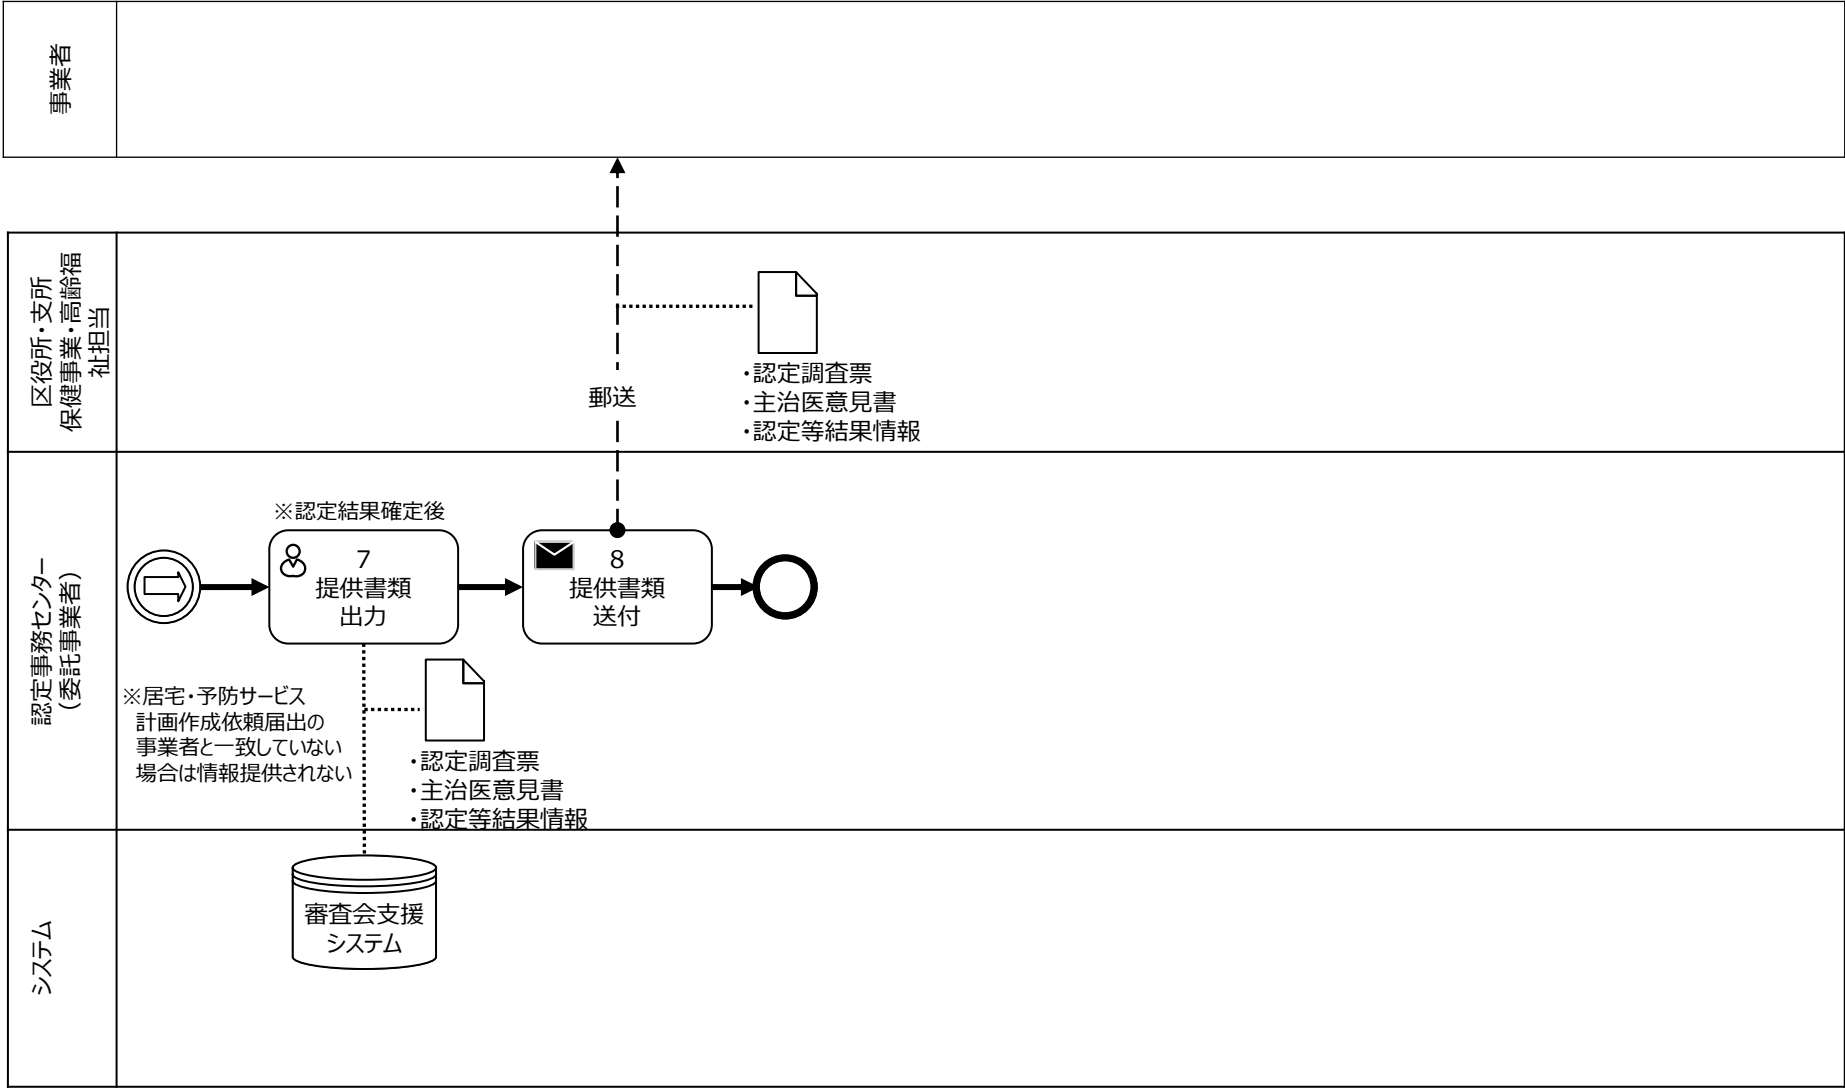 事業者
区役所・支所
保健事業・高齢福
祉担当
・認定調査票
・主治医意見書
・認定等結果情報
郵送
認定事務センター
（委託事業者）
※認定結果確定後
7
提供書類
出力
8
提供書類
送付
※居宅・予防サービス
計画作成依頼届出の
事業者と一致していない
場合は情報提供されない
・認定調査票
・主治医意見書
・認定等結果情報
システム
審査会支援
システム